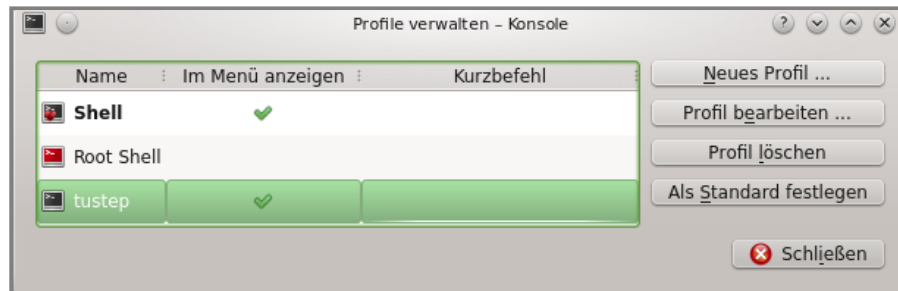 Profile verwalten – Konsole
Name Im Menü anzeigen Kurzbefehl
Shell
Root Shell
tustep
Neues Profil ...
Profil bearbeiten ...
Profil löschen
Als Standard festlegen
Schließen